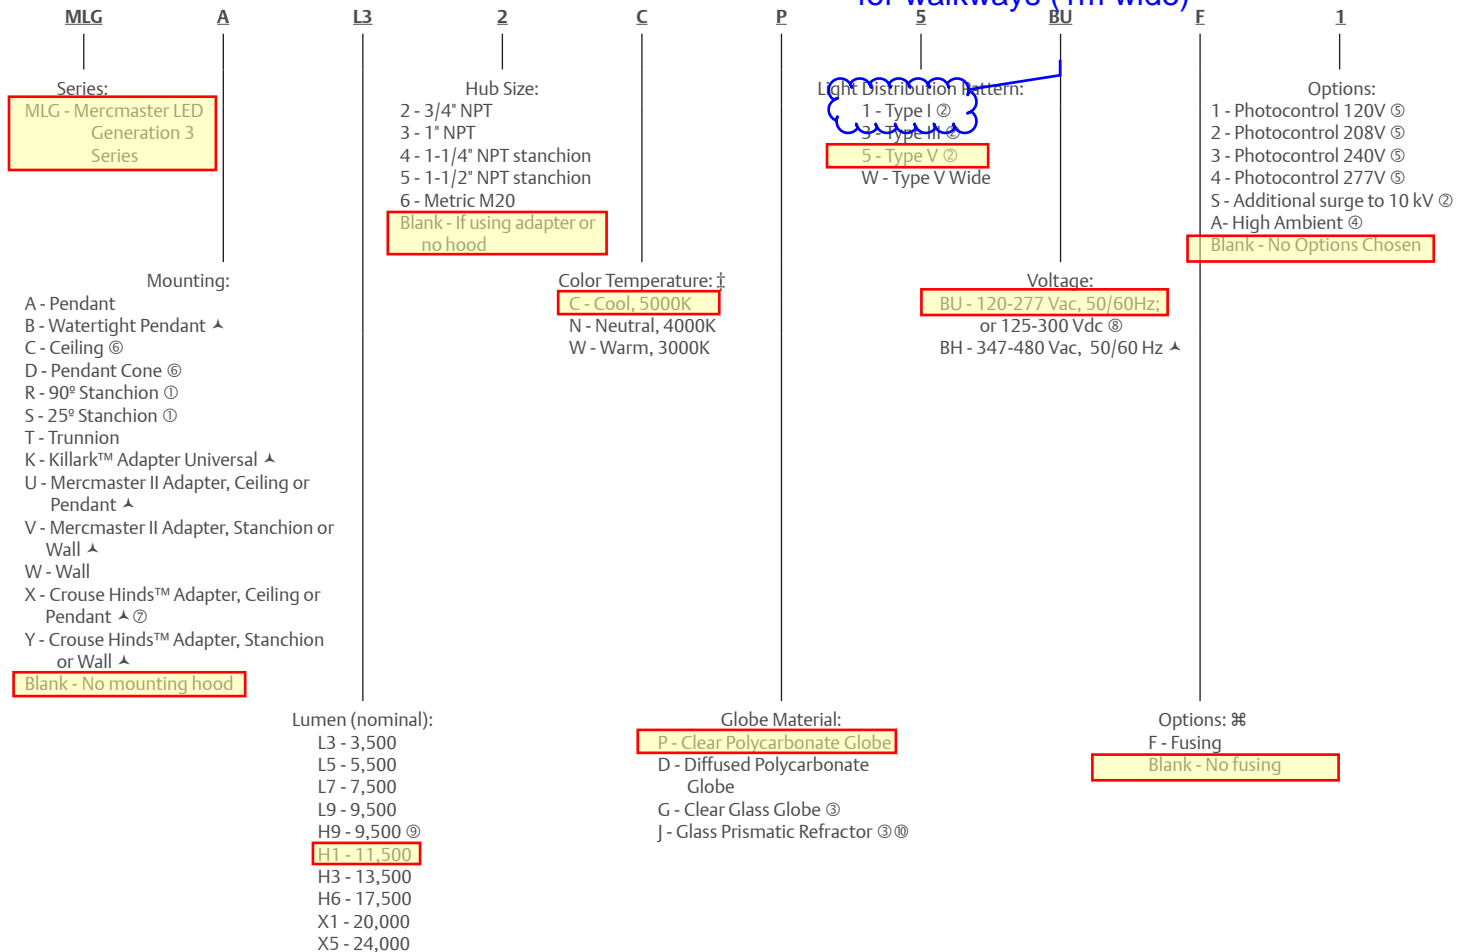 for walkways (1m wide)
MLG A L3 2 C P 5 BU F 1
Series:
MLG - Mercmaster LED
Generation 3
Series
Hub Size:
2 - 3/4" NPT
3 - 1" NPT
4 - 1-1/4" NPT stanchion
5 - 1-1/2" NPT stanchion
6 - Metric M20
Blank - If using adapter or
no hood
Light Distribution Pattern:
1 - Type I ②
3 - Type III ②
5 - Type V ②
W - Type V Wide
Options:
1 - Photocontrol 120V ⑤
2 - Photocontrol 208V ⑤
3 - Photocontrol 240V ⑤
4 - Photocontrol 277V ⑤
S - Additional surge to 10 kV ②
A- High Ambient ④
Blank - No Options Chosen
Mounting:
A - Pendant
B - Watertight Pendant ⅄
C - Ceiling ⑥
D - Pendant Cone ⑥
R - 90º Stanchion ①
S - 25º Stanchion ①
T - Trunnion
K - Killark™ Adapter Universal ⅄
U - Mercmaster II Adapter, Ceiling or
Pendant ⅄
V - Mercmaster II Adapter, Stanchion or
Wall ⅄
W - Wall
X - Crouse Hinds™ Adapter, Ceiling or
Pendant ⅄⑦
Y - Crouse Hinds™ Adapter, Stanchion
or Wall ⅄
Blank - No mounting hood
Color Temperature: ‡
C - Cool, 5000K
N - Neutral, 4000K
W - Warm, 3000K
Voltage:
BU - 120-277 Vac, 50/60Hz;
or 125-300 Vdc ⑧
BH - 347-480 Vac, 50/60 Hz ⅄
Lumen (nominal):
L3 - 3,500
L5 - 5,500
L7 - 7,500
L9 - 9,500
H9 - 9,500 ⑨
H1 - 11,500
H3 - 13,500
H6 - 17,500
X1 - 20,000
X5 - 24,000
Globe Material:
P - Clear Polycarbonate Globe
D - Diffused Polycarbonate
Globe
G - Clear Glass Globe ③
J - Glass Prismatic Refractor ③⑩
Options: ⌘
F - Fusing
Blank - No fusing